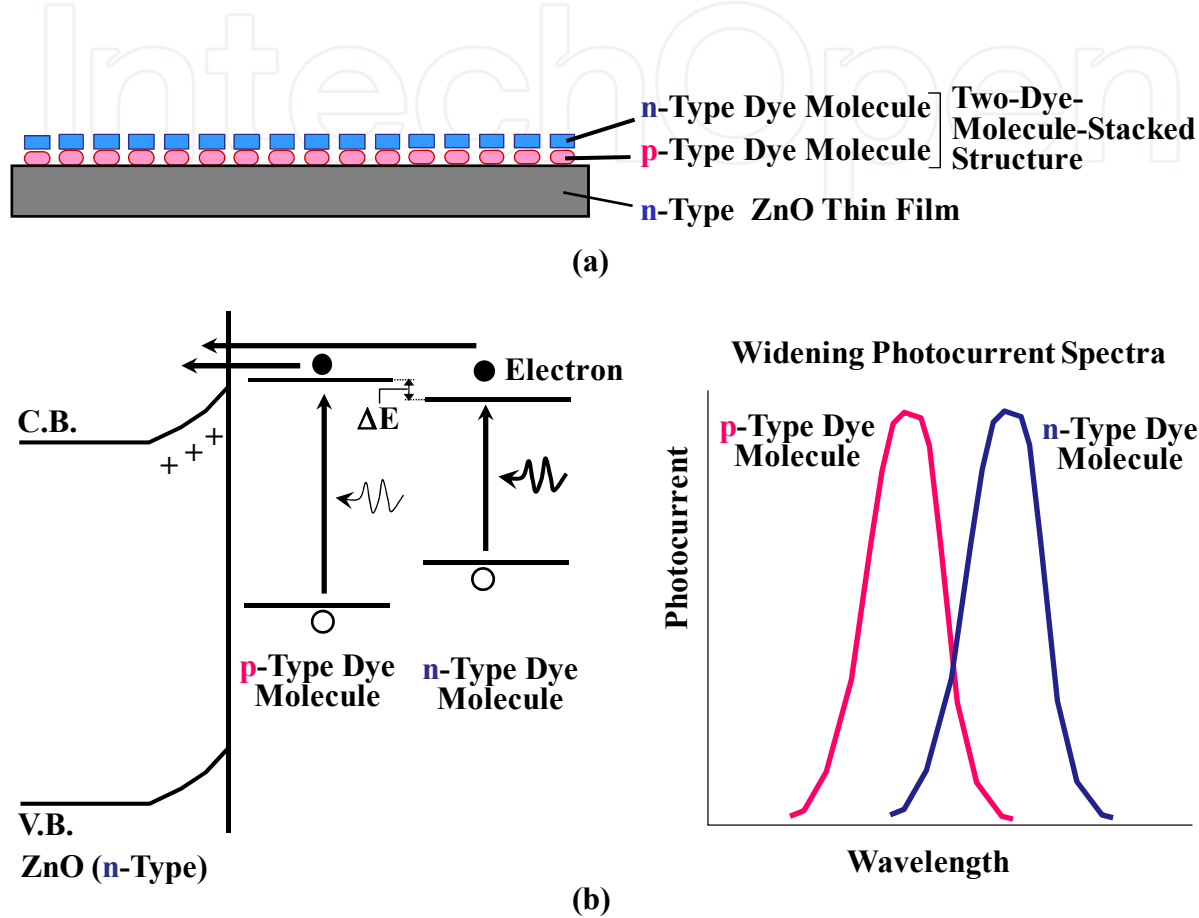 IntechOpen
n-Type Dye Molecule
p-Type Dye Molecule
Two-Dye-
Molecule-Stacked
Structure
n-Type ZnO Thin Film
(a)
Electron
ΔE
C.B.
+ + +
p-Type Dye
Molecule
n-Type Dye
Molecule
V.B.
ZnO (n-Type)
Widening Photocurrent Spectra
p-Type Dye
Molecule
n-Type Dye
Molecule
Photocurrent
Wavelength
(b)